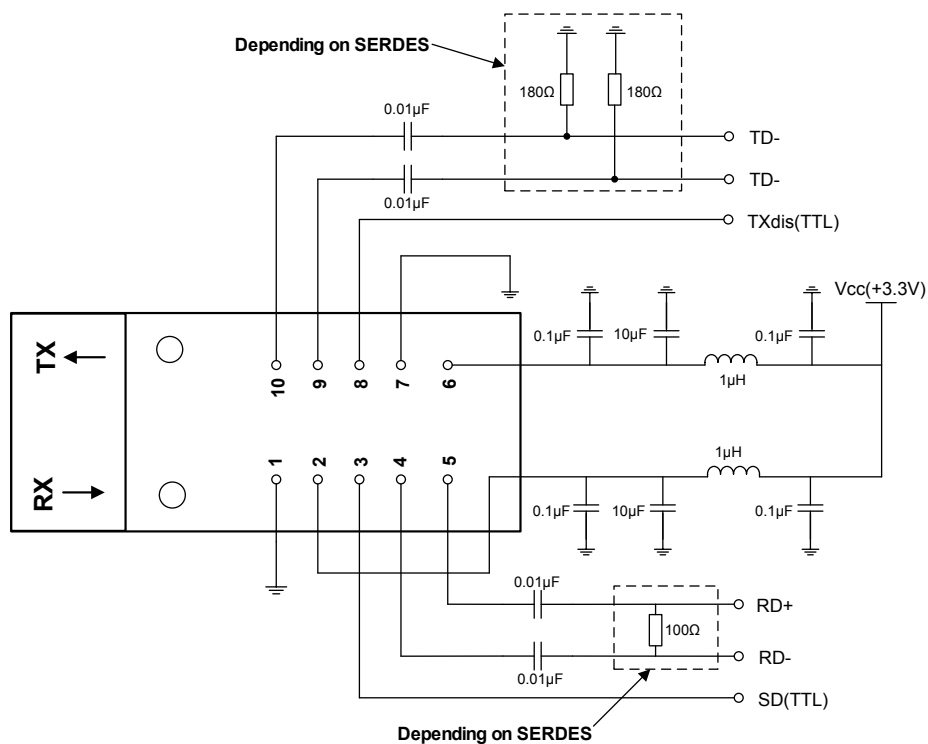 Depending on SERDES
180Ω
180Ω
0.01µF
TD-
0.01µF
TD-
TXdis(TTL)
Vcc(+3.3V)
0.1µF
10µF
0.1µF
1µH
TX
10
9
8
7
6
RX
1
2
3
4
5
1µH
0.1µF
10µF
0.1µF
0.01µF
RD+
100Ω
RD-
0.01µF
SD(TTL)
Depending on SERDES